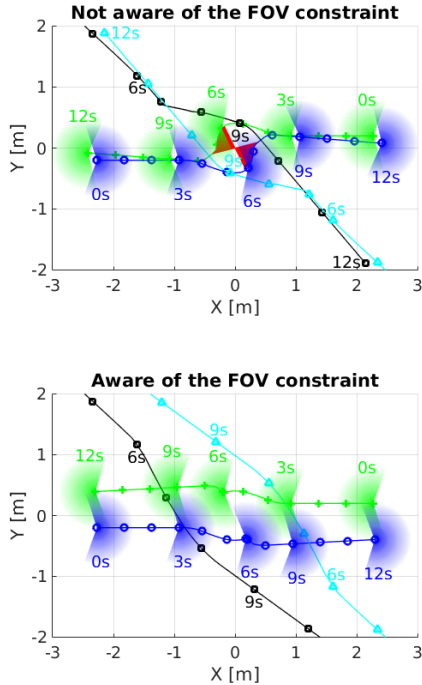 Not aware of the FOV constraint
2
12s
6s
1
12s
9s
6s
9s
3s
0s
Y [m]
0
9s
0s
3s
6s
9s
12s
-1
6s
12s
-2
-3
-2
-1
0
1
2
3
X [m]
Aware of the FOV constraint
2
6s
9s
1
12s
9s
6s
3s
0s
Y [m]
0
0s
3s
6s
9s
6s
12s
-1
9s
-2
-3
-2
-1
0
1
2
3
X [m]